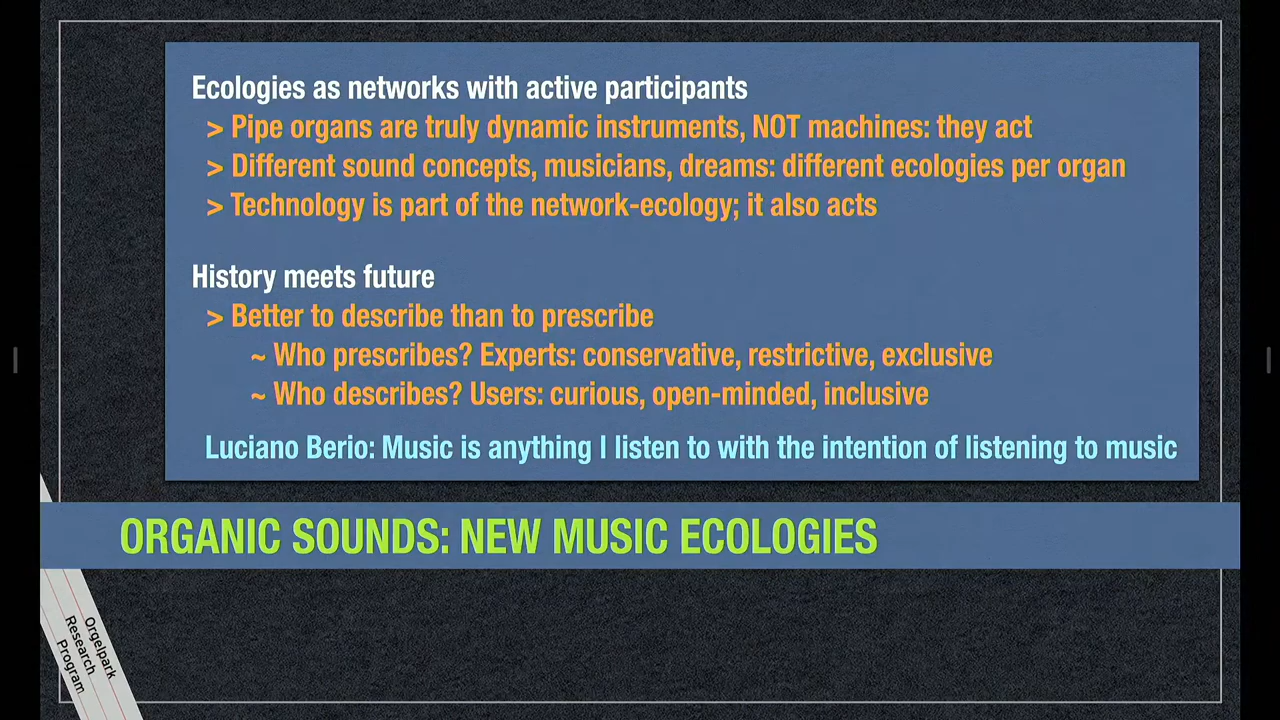 Ecologies as networks with active participants
> Pipe organs are truly dynamic instruments, NOT machines: they act
> Different sound concepts, musicians, dreams: different ecologies per organ
> Technology is part of the network-ecology; it also acts
History meets future
> Better to describe than to prescribe
~ Who prescribes? Experts: conservative, restrictive, exclusive
~ Who describes? Users: curious, open-minded, inclusive
Luciano Berio: Music is anything I listen to with the intention of listening to music
ORGANIC SOUNDS: NEW MUSIC ECOLOGIES
Orgelpark
Research
Program